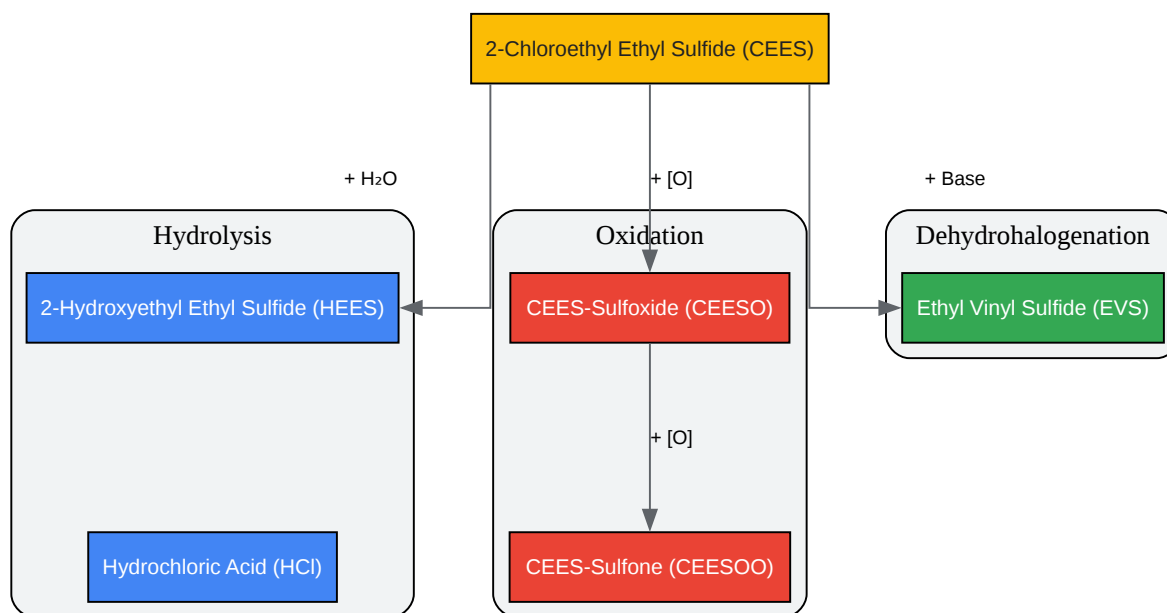 2-Chloroethyl Ethyl Sulfide (CEES)
+ H₂O
+ [O]
+ Base
Hydrolysis
Oxidation
Dehydrohalogenation
2-Hydroxyethyl Ethyl Sulfide (HEES)
CEES-Sulfoxide (CEESO)
Ethyl Vinyl Sulfide (EVS)
+ [O]
Hydrochloric Acid (HCl)
CEES-Sulfone (CEESOO)